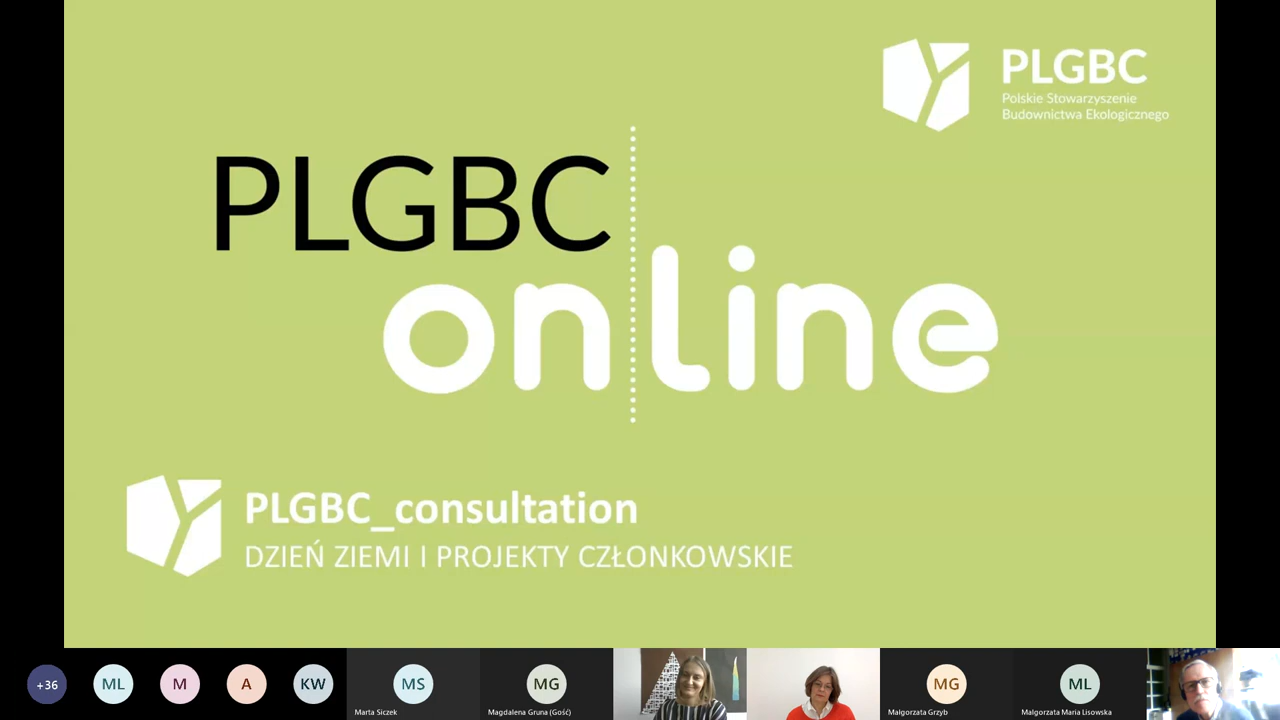 PLGBC
Polskie Stowarzyszenie
Budownictwa Ekologicznego
PLGBC
online
PLGBC_consultation
DZIEŃ ZIEMI I PROJEKTY CZŁONKOWSKIE
+36
ML
M
A
KW
MS
Marta Siczek
MG
Magdalena Gruna (Gość)
MG
Małgorzata Grzyb
ML
Małgorzata Maria Lisowska